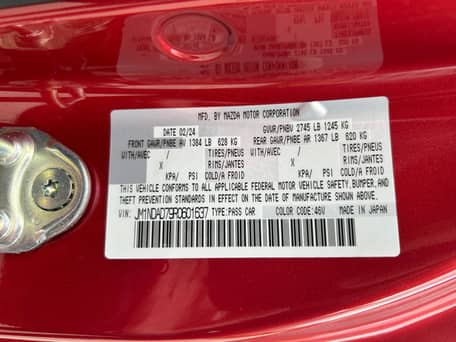 MFD. BY MAZDA MOTOR CORPORATION
DATE 02/24 GVWR/PNBV 2745 LB 1245 KG
FRONT GAWR/PNBE AV 1384 LB 628 KG REAR GAWR/PNBE AR 1367 LB 620 KG
WITH/AVEC / TIRES/PNEUS WITH/AVEC / TIRES/PNEUS
X RIMS/JANTES X RIMS/JANTES
KPA/ PSI COLD/A FROID KPA/ PSI COLD/A FROID
THIS VEHICLE CONFORMS TO ALL APPLICABLE FEDERAL MOTOR VEHICLE SAFETY, BUMPER, AND
THEFT PREVENTION STANDARDS IN EFFECT ON THE DATE OF MANUFACTURE SHOWN ABOVE.
VIN: JM1NDAD79R0601637 TYPE: PASS CAR COLOR CODE: 46V MADE IN JAPAN